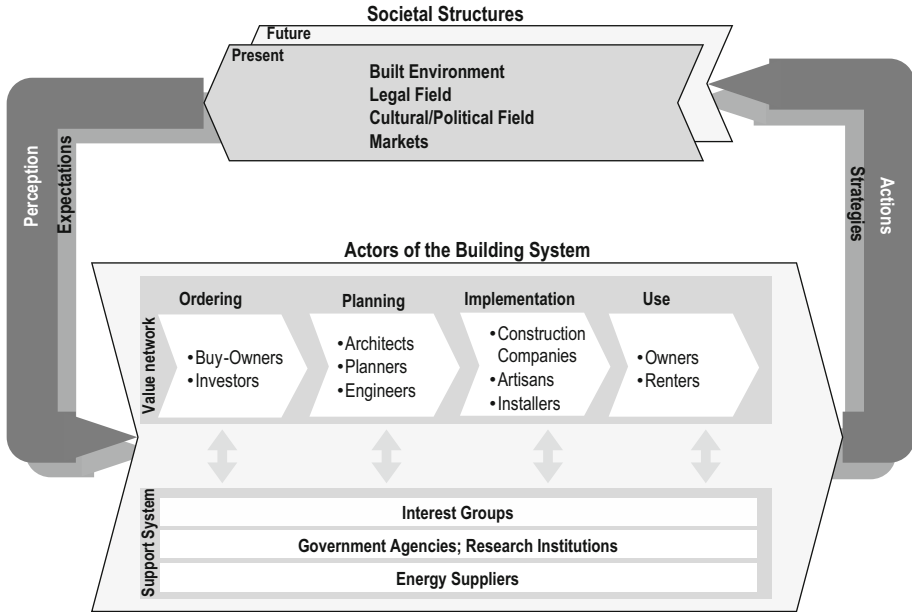 Societal Structures
Future
Present
Built Environment
Legal Field
Cultural/Political Field
Markets
Perception
Expectations
Strategies
Actions
Actors of the Building System
Value network
Ordering
•Buy-Owners
•Investors
Planning
•Architects
•Planners
•Engineers
Implementation
•Construction
Companies
•Artisans
•Installers
Use
•Owners
•Renters
Support System
Interest Groups
Government Agencies; Research Institutions
Energy Suppliers